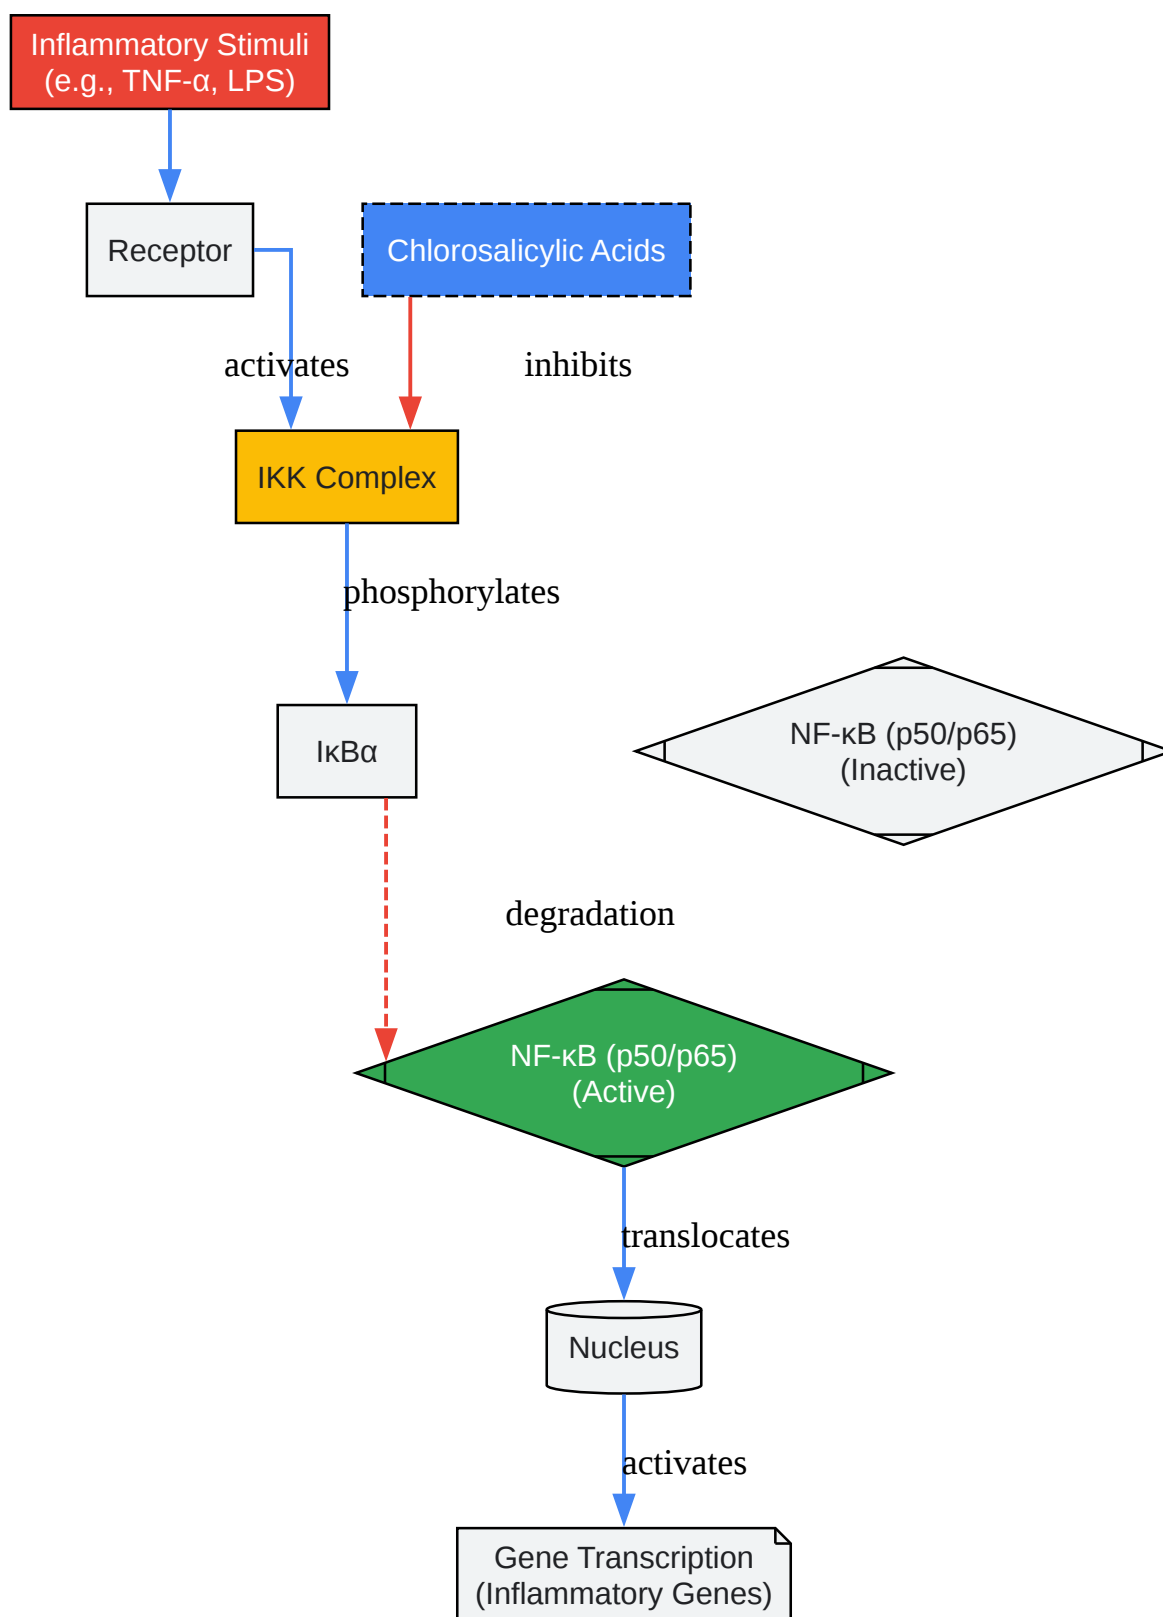 Inflammatory Stimuli
(e.g., TNF-α, LPS)
Receptor
Chlorosalicylic Acids
activates
inhibits
IKK Complex
phosphorylates
IκBα
NF-κB (p50/p65)
(Inactive)
degradation
NF-κB (p50/p65)
(Active)
translocates
Nucleus
activates
Gene Transcription
(Inflammatory Genes)